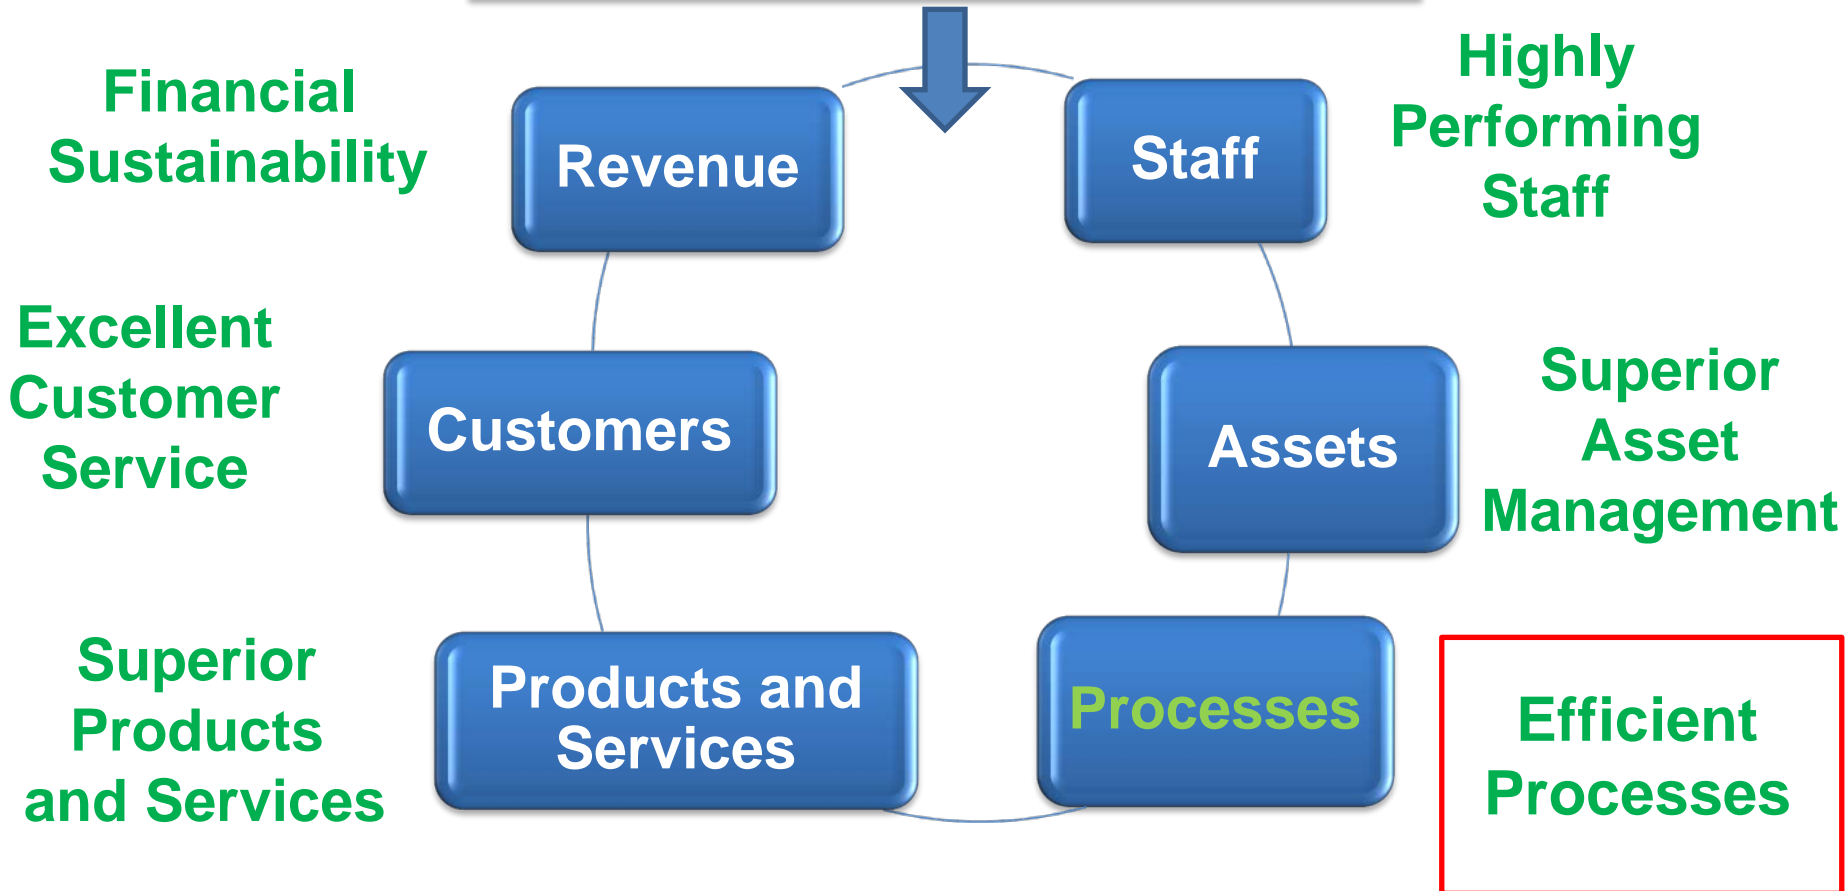 Financial
Sustainability
Revenue
Staff
Highly
Performing
Staff
Excellent
Customer
Service
Customers
Assets
Superior
Asset
Management
Superior
Products
and Services
Products and
Services
Processes
Efficient
Processes